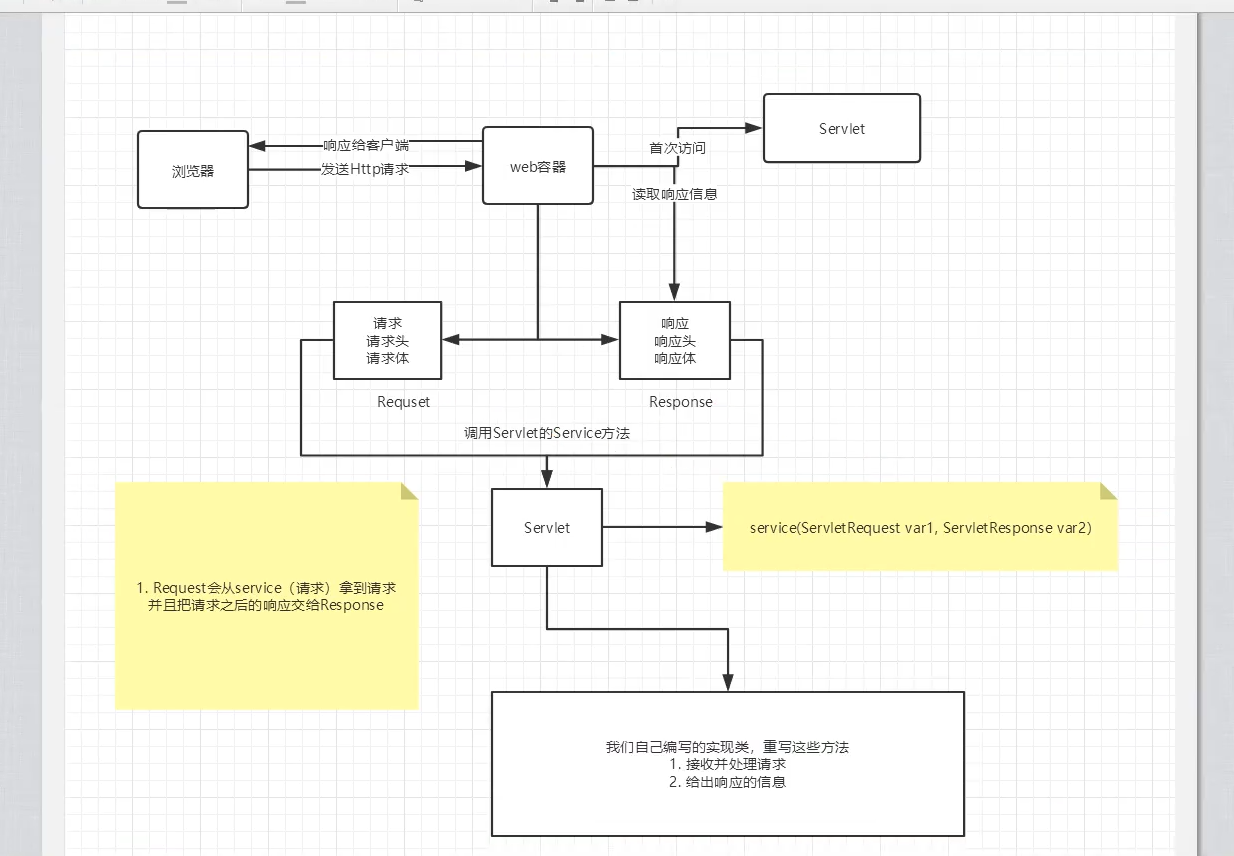 Servlet
响应给客户端
首次访问
浏览器
发送Http请求
web容器
读取响应信息
请求
请求头
请求体
响应
响应头
响应体
Requset
Response
调用Servlet的Service方法
Servlet
service(ServletRequest var1, ServletResponse var2)
1. Request会从service（请求）拿到请求
并且把请求之后的响应交给Response
我们自己编写的实现类，重写这些方法
1. 接收并处理请求
2. 给出响应的信息